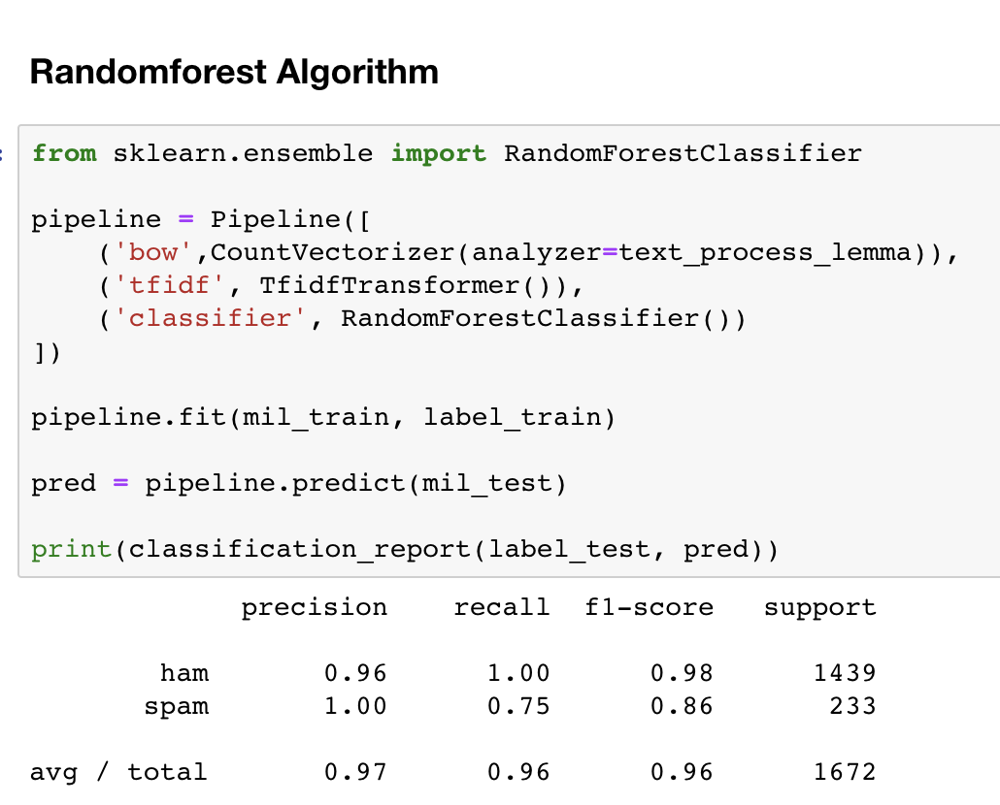 Randomforest Algorithm
:
from sklearn.ensemble import RandomForestClassifier
pipeline = Pipeline([
    ('bow',CountVectorizer(analyzer=text_process_lemma)),
    ('tfidf', TfidfTransformer()),
    ('classifier', RandomForestClassifier())
])
pipeline.fit(mil_train, label_train)
pred = pipeline.predict(mil_test)
print(classification_report(label_test, pred))
precision recall f1-score support
ham 0.96 1.00 0.98 1439
spam 1.00 0.75 0.86 233
avg / total 0.97 0.96 0.96 1672